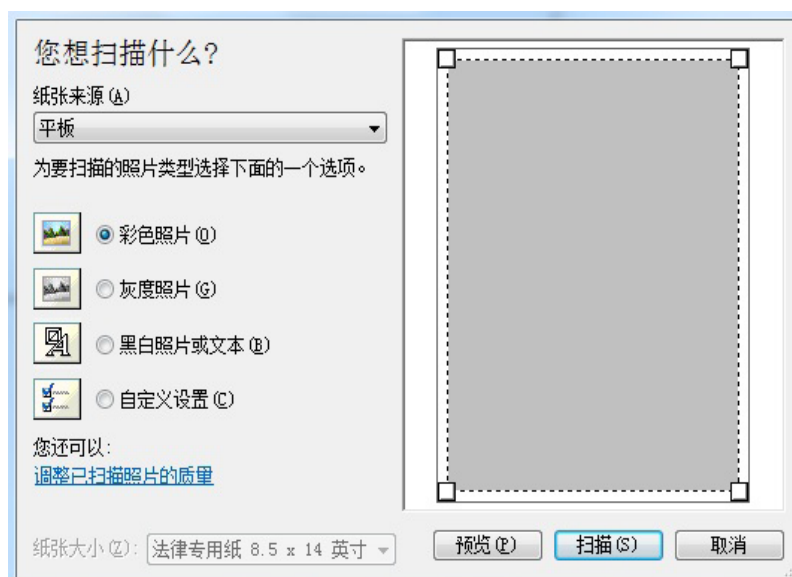 您想扫描什么?
纸张来源(A)
平板
为要扫描的照片类型选择下面的一个选项。
彩色照片(O)
灰度照片(G)
黑白照片或文本(B)
自定义设置(C)
您还可以:
调整已扫描照片的质量
纸张大小(Z): 法律专用纸 8.5 x 14 英寸
预览(P) 扫描(S) 取消